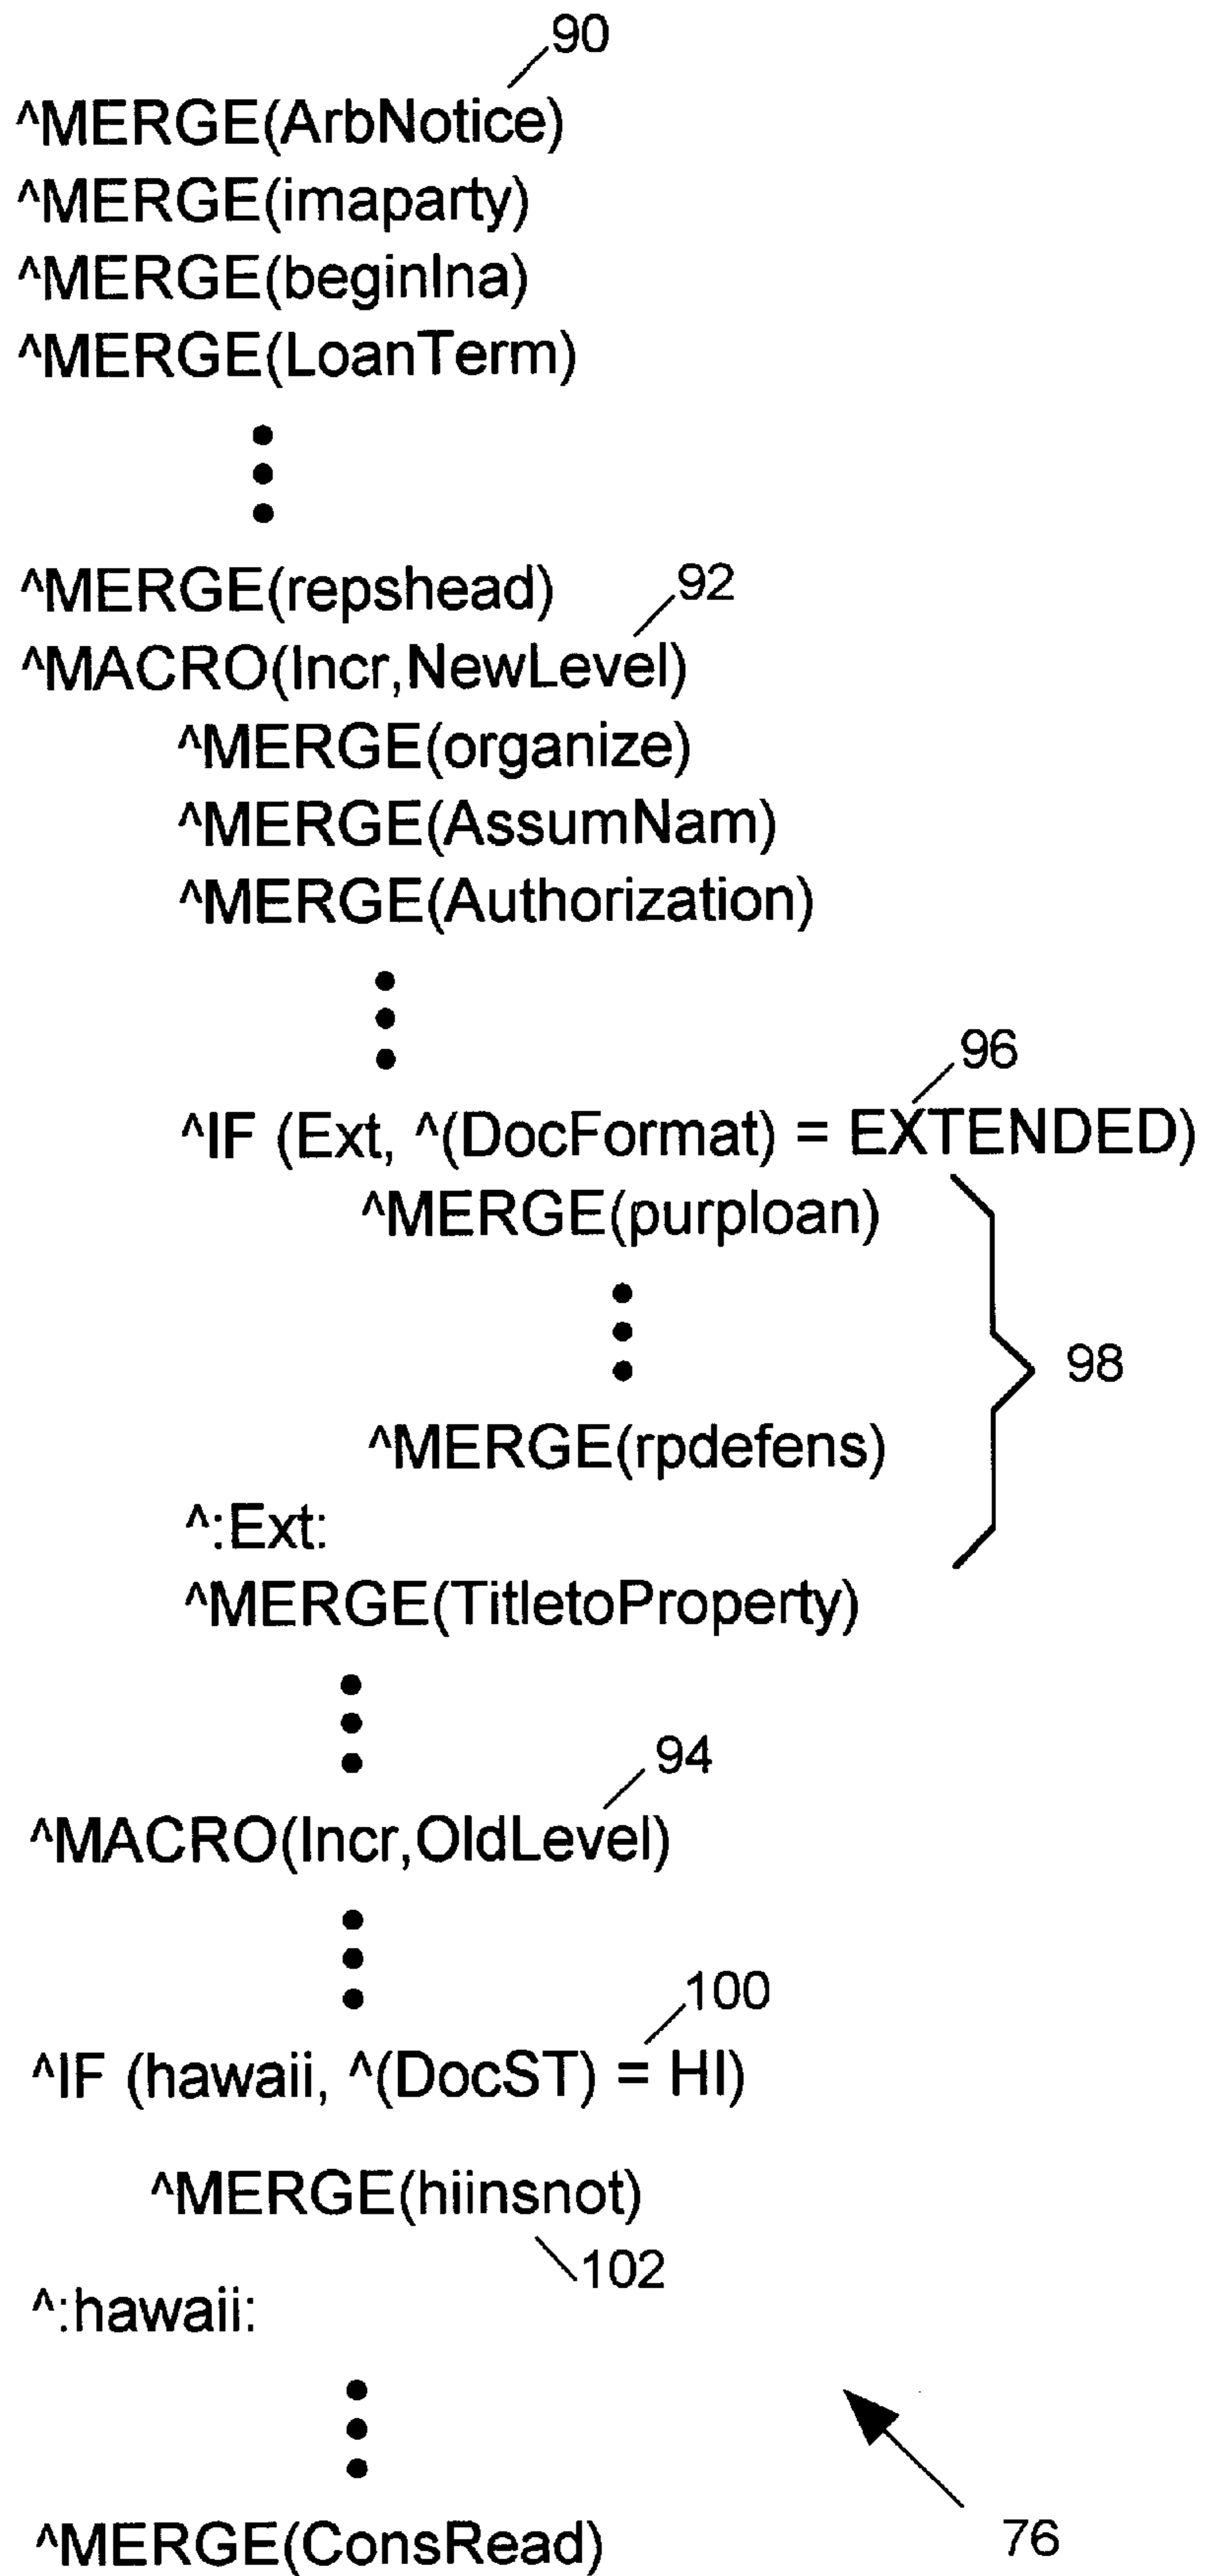 90
^MERGE(ArbNotice)
^MERGE(imaparty)
^MERGE(beginlna)
^MERGE(LoanTerm)
^MERGE(repshead)
92
^MACRO(Incr,NewLevel)
^MERGE(organize)
^MERGE(AssumNam)
^MERGE(Authorization)
96
^IF (Ext, ^(DocFormat) = EXTENDED)
^MERGE(purploan)
98
^MERGE(rpdefens)
^:Ext:
^MERGE(TitletoProperty)
94
^MACRO(Incr,OldLevel)
100
^IF (hawaii, ^(DocST) = HI)
^MERGE(hiinsnot)
102
^:hawaii:
76
^MERGE(ConsRead)